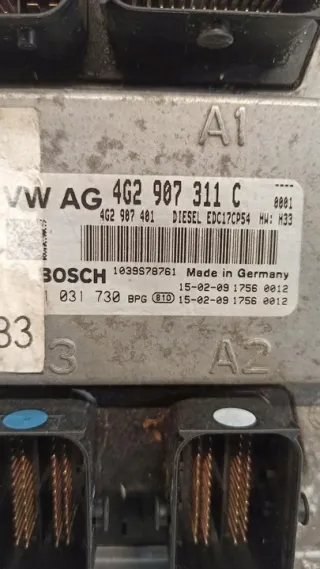 A1
VW AG 4G2 907 311 C ----
0001
4G2 907 401 DIESEL EDC17CP54 HW: H33
BOSCH 1039S78761 Made in Germany
15-02-09 1756 0012
031 730 BPG 810 15-02-09 1756 0012
83
3 A2